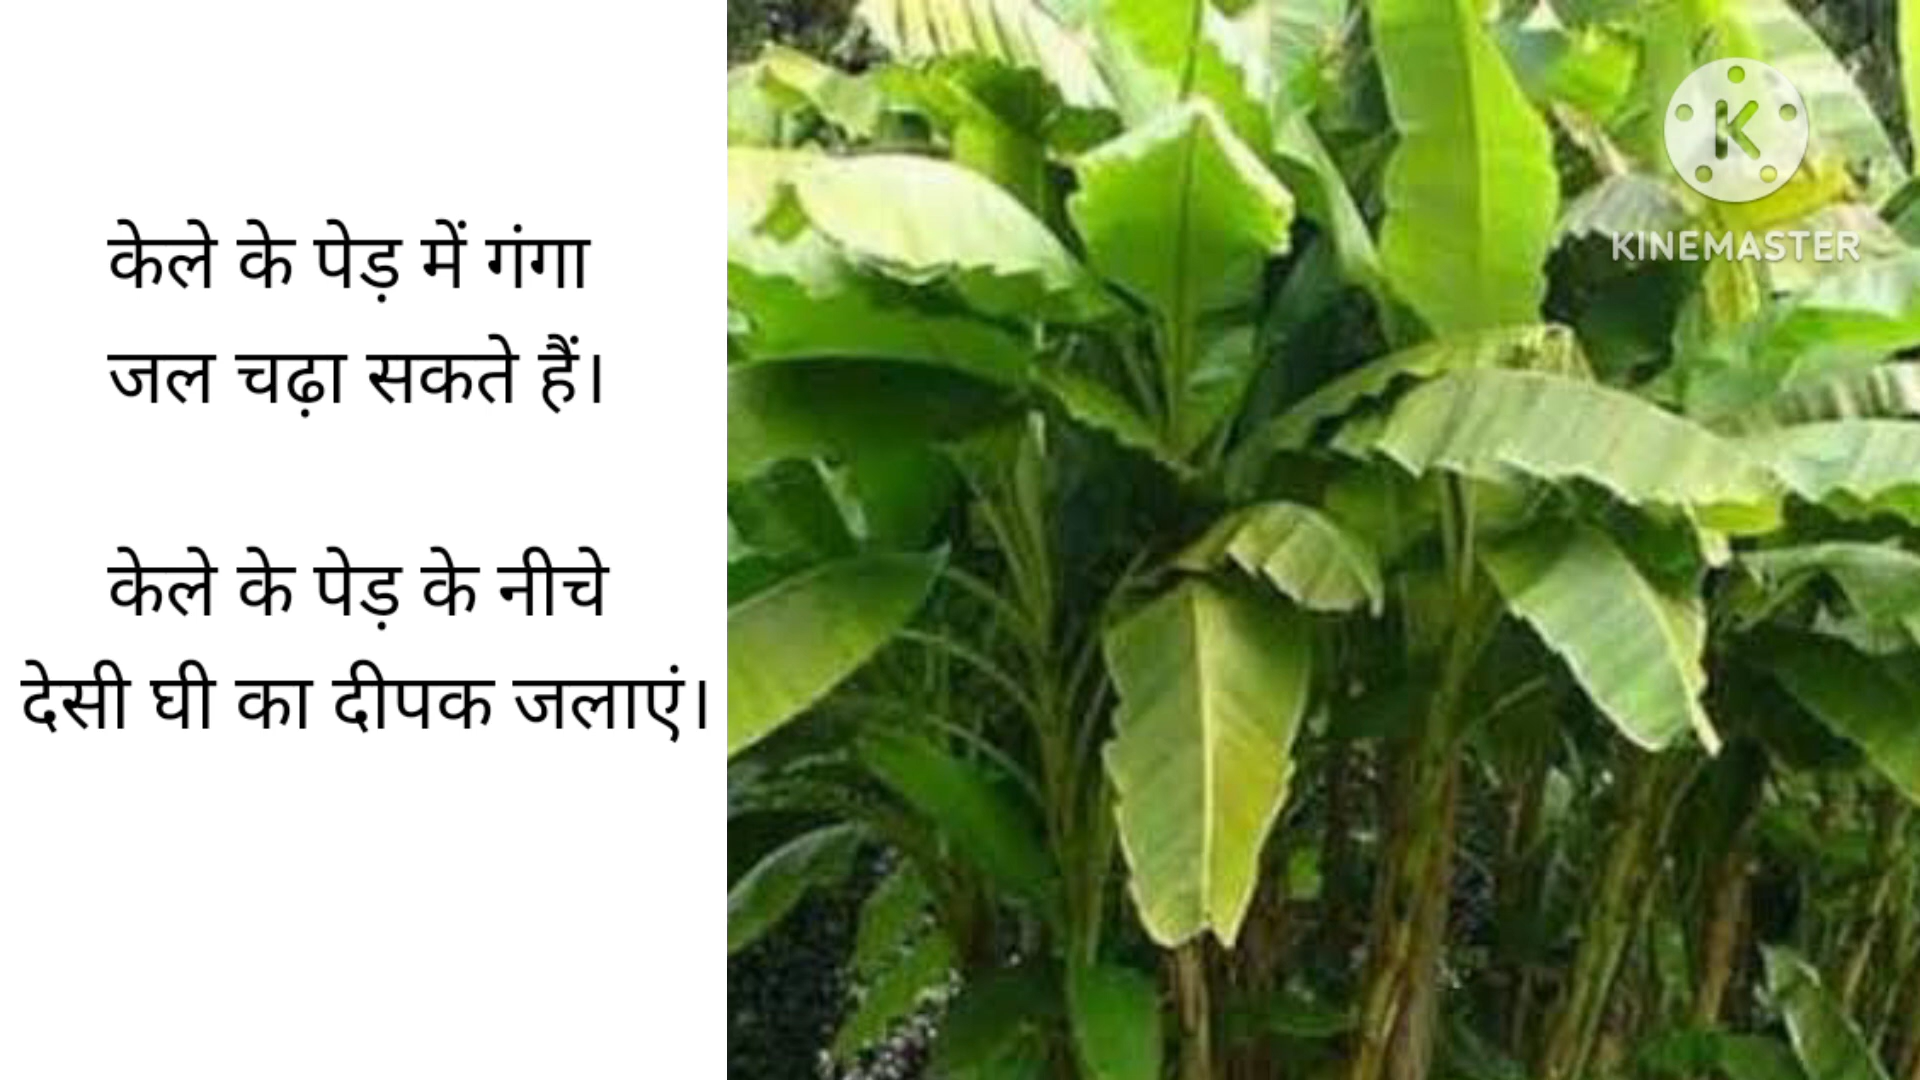 केले के पेड़ में गंगा
जल चढ़ा सकते हैं।
केले के पेड़ के नीचे
देसी घी का दीपक जलाएं।
K
KINEMASTER